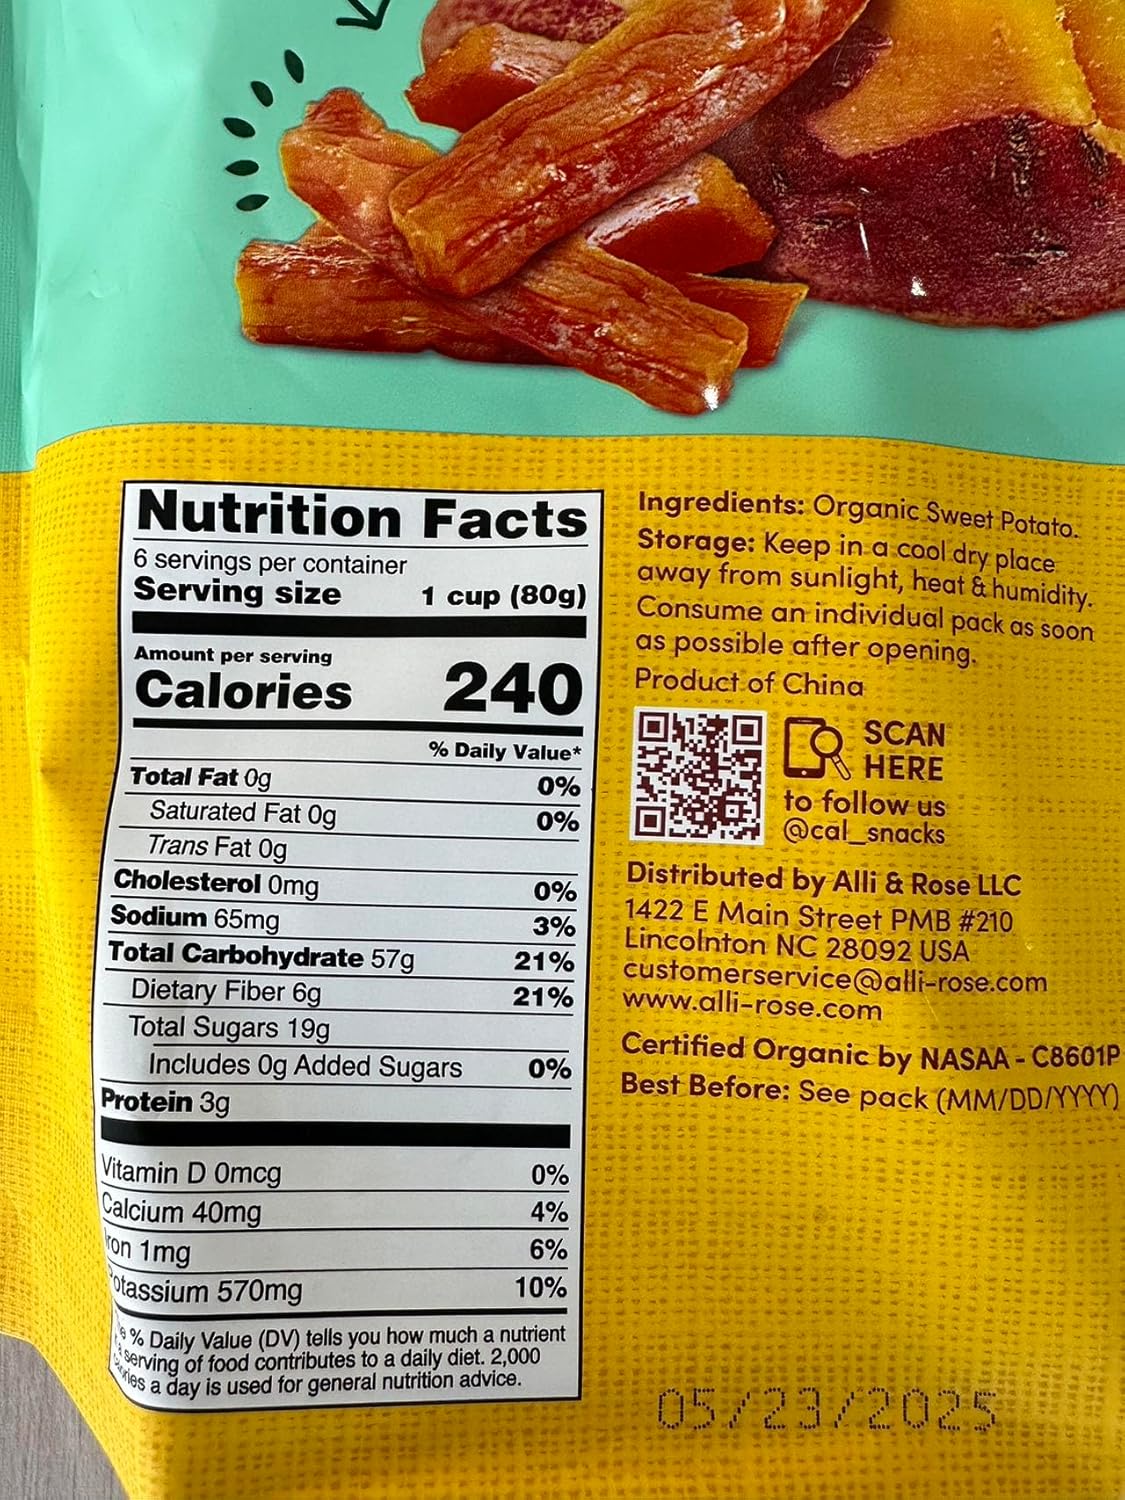 Nutrition Facts
6 servings per container
Serving size 1 cup (80g)
Amount per serving
Calories 240
% Daily Value*
Total Fat 0g 0%
Saturated Fat 0g 0%
Trans Fat 0g
Cholesterol 0mg 0%
Sodium 65mg 3%
Total Carbohydrate 57g 21%
Dietary Fiber 6g 21%
Total Sugars 19g
Includes 0g Added Sugars 0%
Protein 3g
Vitamin D 0mcg 0%
Calcium 40mg 4%
Iron 1mg 6%
Potassium 570mg 10%
% Daily Value (DV) tells you how much a nutrient
serving of food contributes to a daily diet. 2,000
a day is used for general nutrition advice.
Ingredients: Organic Sweet Potato.
Storage: Keep in a cool dry place
away from sunlight, heat & humidity.
Consume an individual pack as soon
as possible after opening.
Product of China
SCAN
HERE
to follow us
@cal_snacks
Distributed by Alli & Rose LLC
1422 E Main Street PMB #210
Lincolnton NC 28092 USA
customerservice@alli-rose.com
www.alli-rose.com
Certified Organic by NASAA - C8601P
Best Before: See pack (MM/DD/YYYY)
05/23/2025